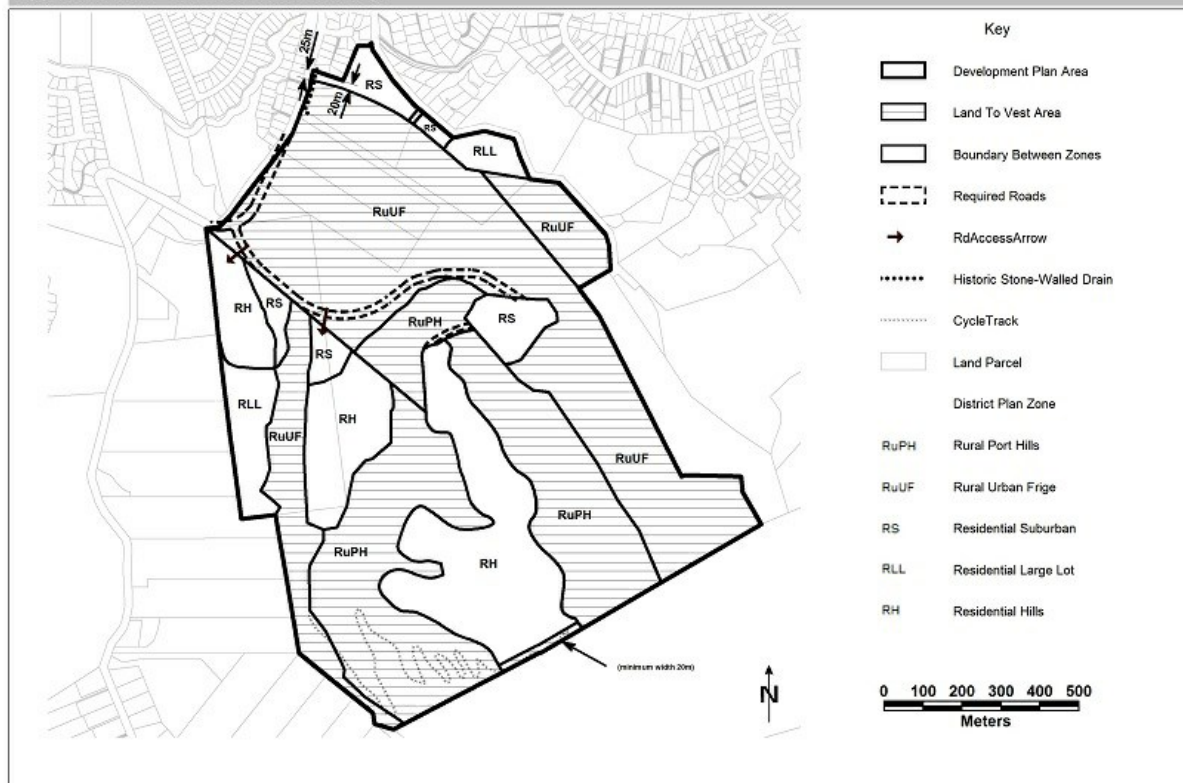 25m
20m
RS
RS
RLL
RuUF
RuUF
RH
RS
RuPH
RS
RS
RLL
RuUF
RH
RuUF
RuPH
RuPH
RH
(minimum width 20m)
N
Key
Development Plan Area
Land To Vest Area
Boundary Between Zones
Required Roads
RdAccessArrow
Historic Stone-Walled Drain
CycleTrack
Land Parcel
District Plan Zone
RuPH Rural Port Hills
RuUF Rural Urban Frige
RS Residential Suburban
RLL Residential Large Lot
RH Residential Hills
0 100 200 300 400 500
Meters